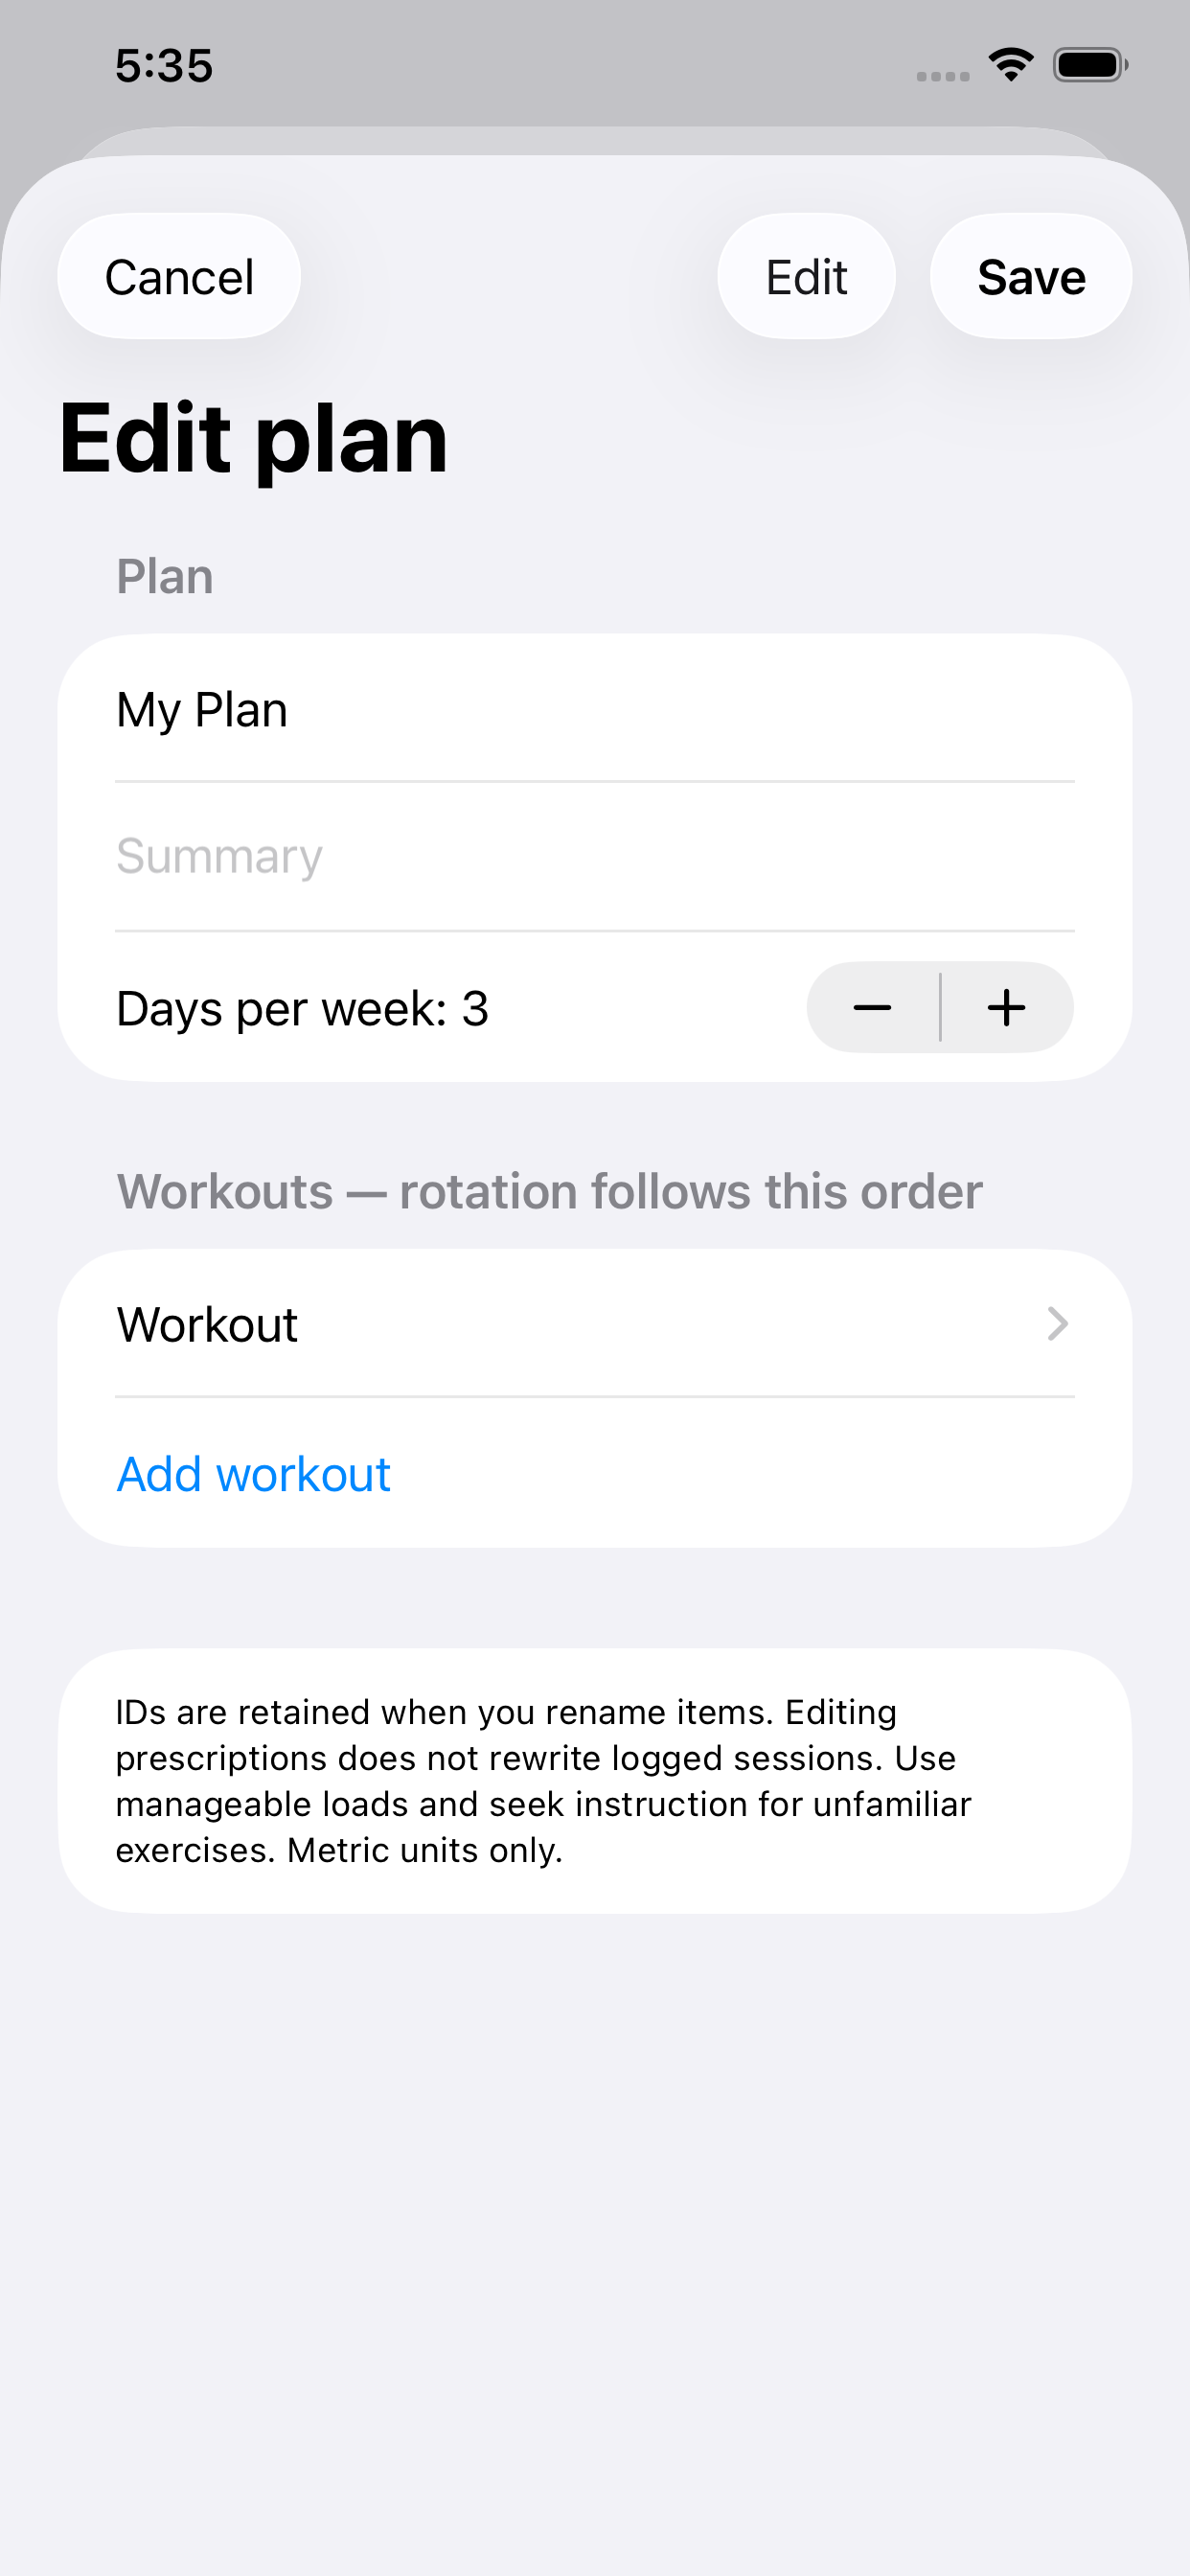 5:35
Cancel
Edit
Save
Edit plan
Plan
My Plan
Summary
Days per week: 3
Workouts — rotation follows this order
Workout
Add workout
IDs are retained when you rename items. Editing
prescriptions does not rewrite logged sessions. Use
manageable loads and seek instruction for unfamiliar
exercises. Metric units only.